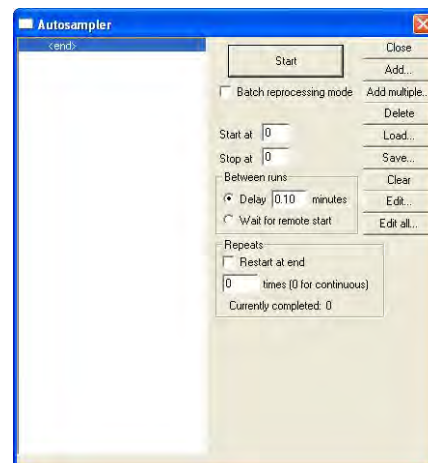 Autosampler
<end>
Start
Batch reprocessing mode
Start at 0
Stop at 0
Between runs
Delay 0.10 minutes
Wait for remote start
Repeats
Restart at end
0 times (0 for continuous)
Currently completed: 0
Close
Add...
Add multiple...
Delete
Load...
Save...
Clear
Edit...
Edit all...